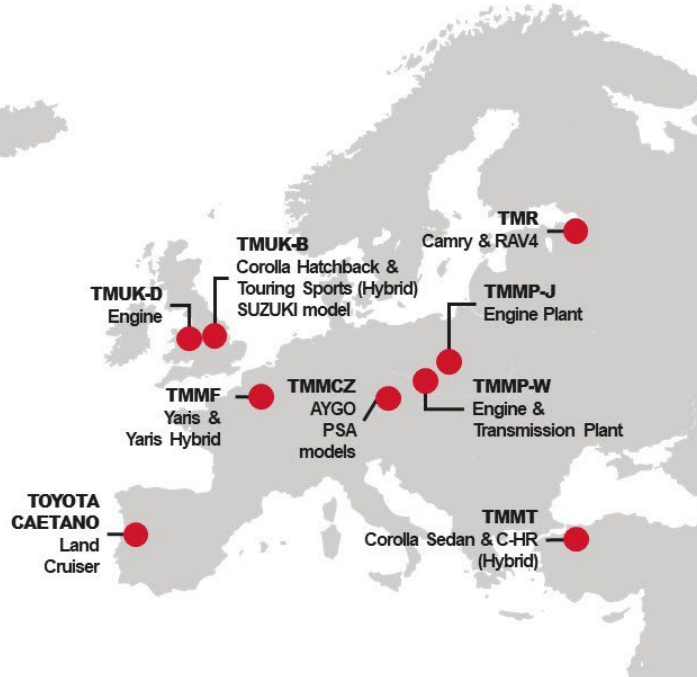 TMR
Camry & RAV4
TMUK-B
Corolla Hatchback &
Touring Sports (Hybrid)
SUZUKI model
TMUK-D
Engine
TMMP-J
Engine Plant
TMMF
Yaris &
Yaris Hybrid
TMMCZ
AYGO
PSA
models
TMMP-W
Engine &
Transmission Plant
TOYOTA
CAETANO
Land
Cruiser
TMMT
Corolla Sedan & C-HR
(Hybrid)